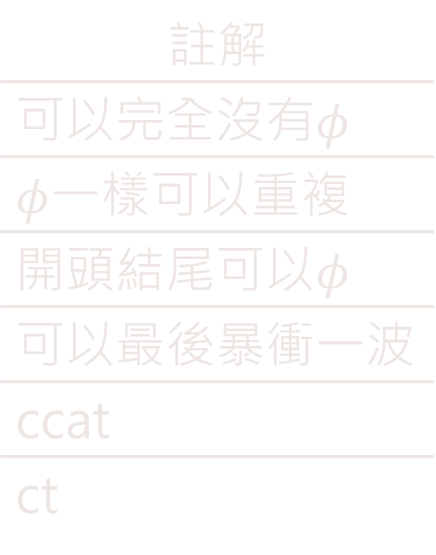 註解
可以完全沒有ϕ
ϕ一樣可以重複
開頭結尾可以ϕ
可以最後暴衝一波
ccat
ct